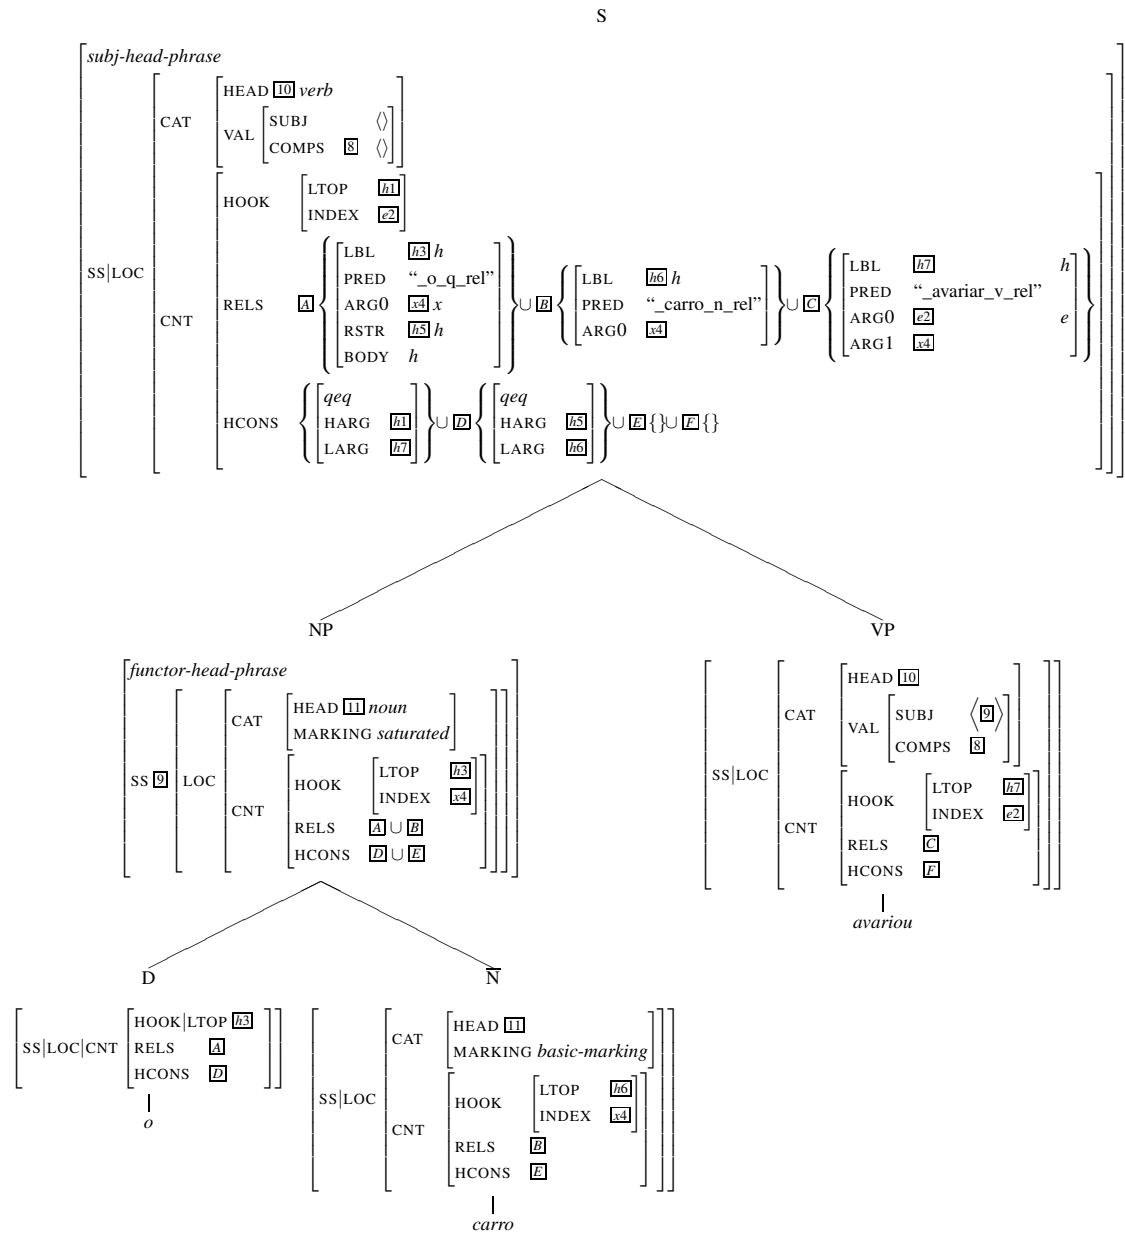 S
subj-head-phrase
HEAD 10 verb
SUBJ ⟨⟩
CAT
VAL
COMPS 8 ⟨⟩
LTOP h1
HOOK
INDEX e2
LBL h3 h
PRED “_o_q_rel”
ARG0 x4 x
RSTR h5 h
BODY h
LBL h6 h
PRED “_carro_n_rel”
ARG0 x4
LBL h7 h
PRED “_avariar_v_rel”
ARG0 e2 e
ARG1 x4
SS|LOC
CNT
RELS A ∪ B ∪ C
qeq
HARG h1
LARG h7
qeq
HARG h5
LARG h6
HCONS { } ∪ D { } ∪ E {} ∪ F {}
NP
functor-head-phrase
HEAD 11 noun
CAT
MARKING saturated
SS 9 LOC
LTOP h3
HOOK
INDEX x4
CNT
RELS A ∪ B
HCONS D ∪ E
VP
HEAD 10
CAT
SUBJ ⟨9⟩
VAL
COMPS 8
SS|LOC
LTOP h7
HOOK
INDEX e2
CNT
RELS C
HCONS F
avariou
D
HOOK|LTOP h3
SS|LOC|CNT RELS A
HCONS D
o
N̅
HEAD 11
CAT
MARKING basic-marking
SS|LOC
LTOP h6
HOOK
INDEX x4
CNT
RELS B
HCONS E
carro